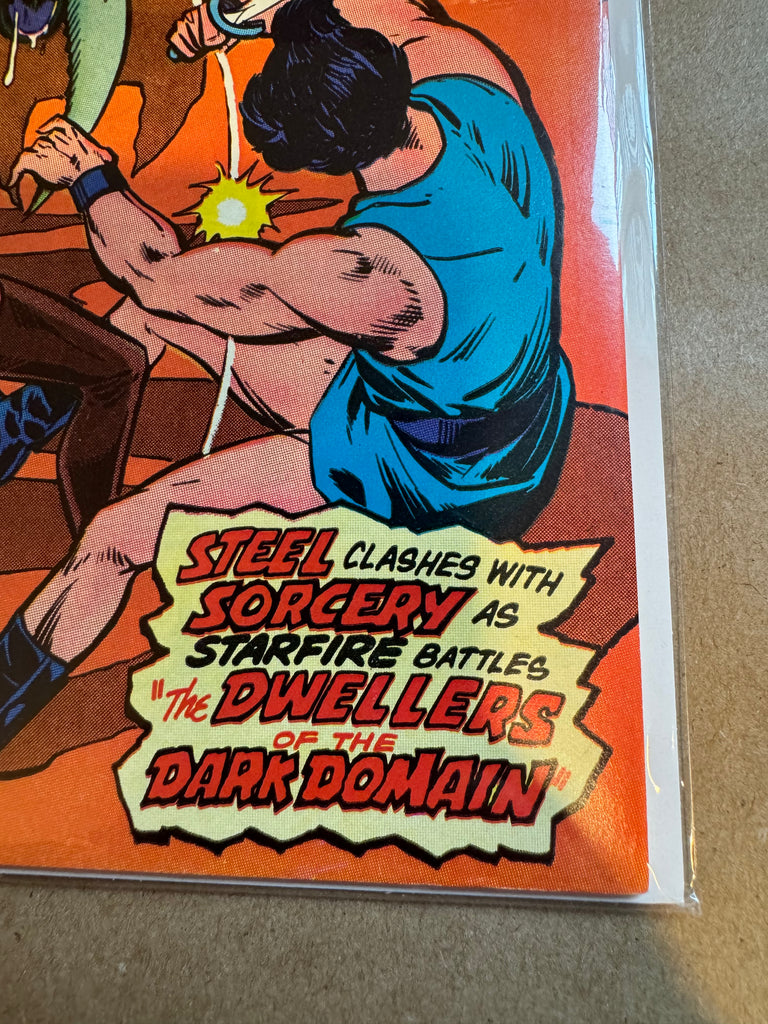 STEEL CLASHES WITH
SORCERY AS
STARFIRE BATTLES
"The DWELLERS
OF THE
DARK DOMAIN"